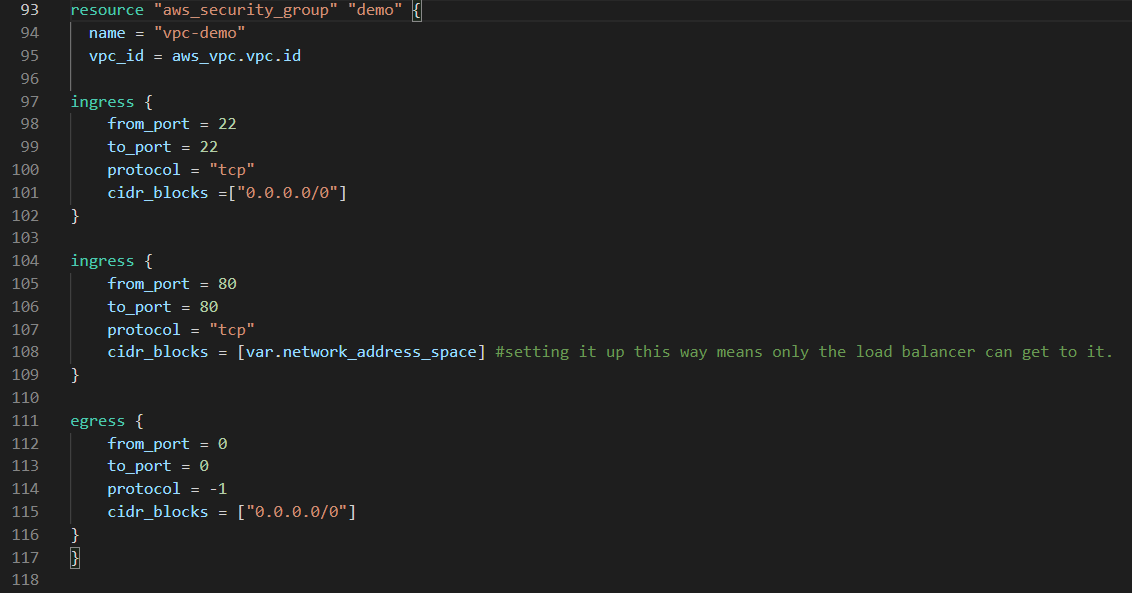 93 resource "aws_security_group" "demo" {
94 name = "vpc-demo"
95 vpc_id = aws_vpc.vpc.id
96
97 ingress {
98 from_port = 22
99 to_port = 22
100 protocol = "tcp"
101 cidr_blocks =["0.0.0.0/0"]
102 }
103
104 ingress {
105 from_port = 80
106 to_port = 80
107 protocol = "tcp"
108 cidr_blocks = [var.network_address_space] #setting it up this way means only the load balancer can get to it.
109 }
110
111 egress {
112 from_port = 0
113 to_port = 0
114 protocol = -1
115 cidr_blocks = ["0.0.0.0/0"]
116 }
117 }
118